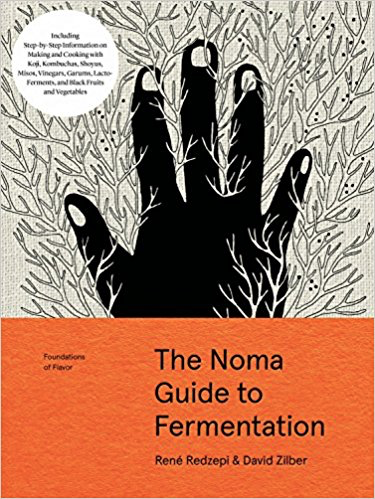 Including
Step-by-Step Information on
Making and Cooking with
Koji, Kombuchas, Shoyus,
Misos, Vinegars, Garums, Lacto-
Ferments, and Black Fruits
and Vegetables
Foundations
of Flavor
The Noma
Guide to
Fermentation
René Redzepi & David Zilber